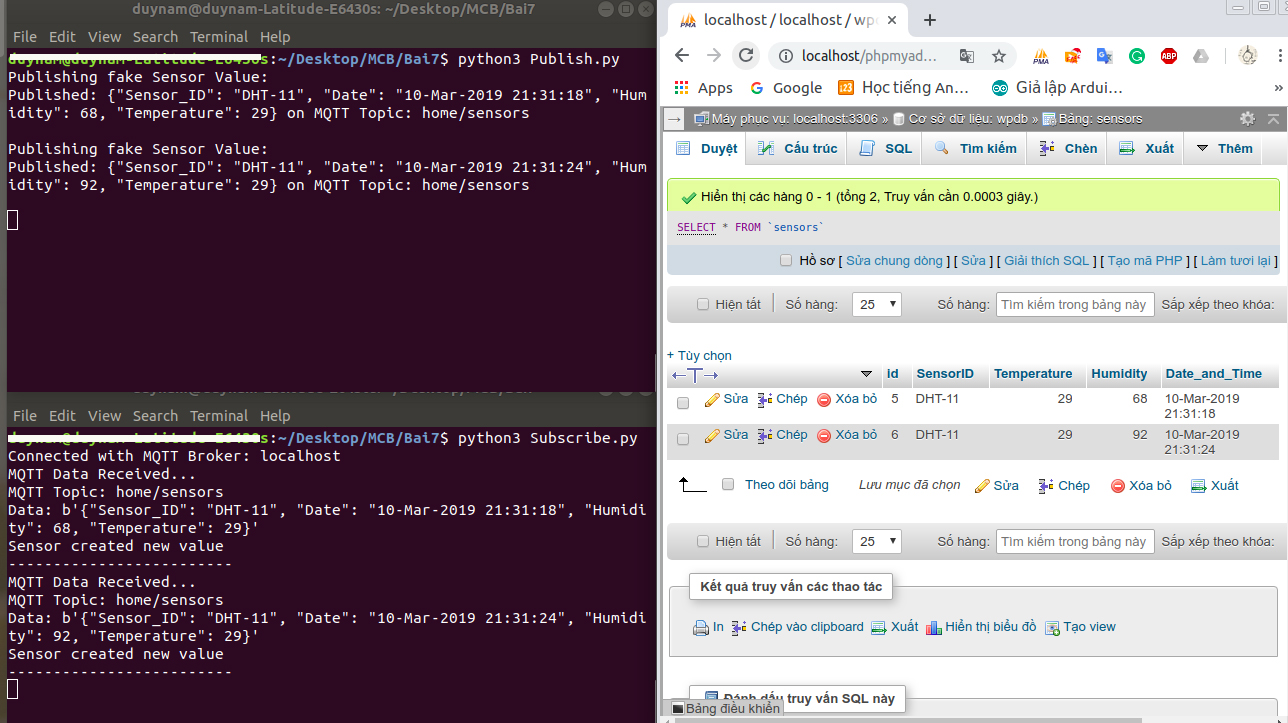 duynam@duynam-Latitude-E6430s: ~/Desktop/MCB/Bai7
File Edit View Search Terminal Help
duynam@duynam-Latitude-E6430s:~/Desktop/MCB/Bai7$ python3 Publish.py
Publishing fake Sensor Value:
Published: {"Sensor_ID": "DHT-11", "Date": "10-Mar-2019 21:31:18", "Hum
idity": 68, "Temperature": 29} on MQTT Topic: home/sensors
Publishing fake Sensor Value:
Published: {"Sensor_ID": "DHT-11", "Date": "10-Mar-2019 21:31:24", "Hum
idity": 92, "Temperature": 29} on MQTT Topic: home/sensors
File Edit View Search Terminal Help
duynam@duynam-Latitude-E6430s:~/Desktop/MCB/Bai7$ python3 Subscribe.py
Connected with MQTT Broker: localhost
MQTT Data Received...
MQTT Topic: home/sensors
Data: b'{"Sensor_ID": "DHT-11", "Date": "10-Mar-2019 21:31:18", "Humidi
ty": 68, "Temperature": 29}'
Sensor created new value
-------------------------
MQTT Data Received...
MQTT Topic: home/sensors
Data: b'{"Sensor_ID": "DHT-11", "Date": "10-Mar-2019 21:31:24", "Humidi
ty": 92, "Temperature": 29}'
Sensor created new value
-------------------------
PMA localhost / localhost / wp
localhost/phpmyad... PMA ABP
Apps Google 123 Học tiếng An... Giả lập Ardui... »
Máy phục vụ: localhost:3306 » Cơ sở dữ liệu: wpdb » Bảng: sensors
Duyệt Cấu trúc SQL Tìm kiếm Chèn Xuất Thêm
Hiển thị các hàng 0 - 1 (tổng 2, Truy vấn cần 0.0003 giây.)
SELECT * FROM `sensors`
Hồ sơ [ Sửa chung dòng ] [ Sửa ] [ Giải thích SQL ] [ Tạo mã PHP ] [ Làm tươi lại ]
Hiện tất Số hàng: 25 Số hàng: Tìm kiếm trong bảng này Sắp xếp theo khóa:
+ Tùy chọn
id SensorID Temperature Humidity Date_and_Time
Sửa Chép Xóa bỏ 5 DHT-11 29 68 10-Mar-2019
21:31:18
Sửa Chép Xóa bỏ 6 DHT-11 29 92 10-Mar-2019
21:31:24
Theo dõi bảng Lưu mục đã chọn Sửa Chép Xóa bỏ Xuất
Hiện tất Số hàng: 25 Số hàng: Tìm kiếm trong bảng này Sắp xếp theo khóa:
Kết quả truy vấn các thao tác
In Chép vào clipboard Xuất Hiển thị biểu đồ Tạo view
Đánh dấu truy vấn SQL này
Bảng điều khiển